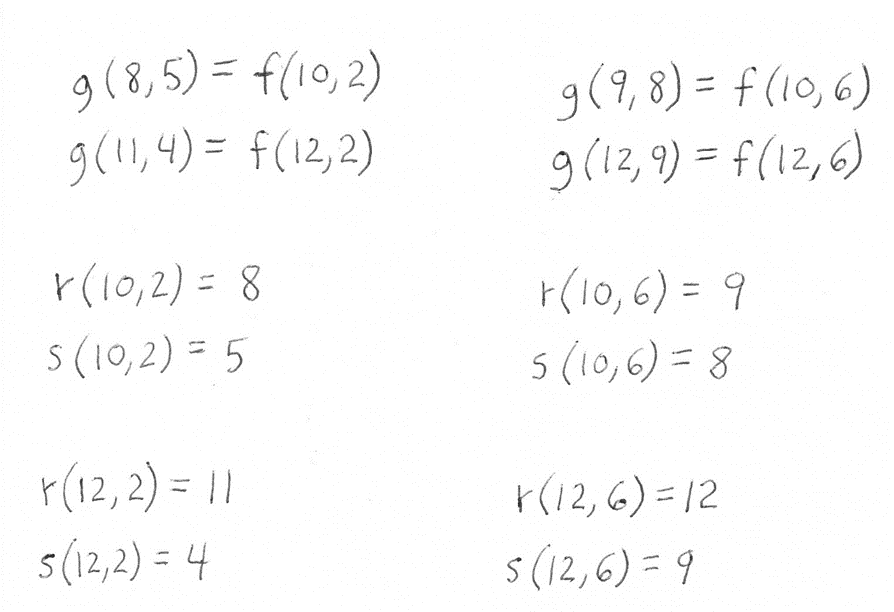 g(8,5) = f(10,2)
g(11,4) = f(12,2)
g(9,8) = f(10,6)
g(12,9) = f(12,6)
r(10,2) = 8
s(10,2) = 5
r(10,6) = 9
s(10,6) = 8
r(12,2) = 11
s(12,2) = 4
r(12,6) = 12
s(12,6) = 9